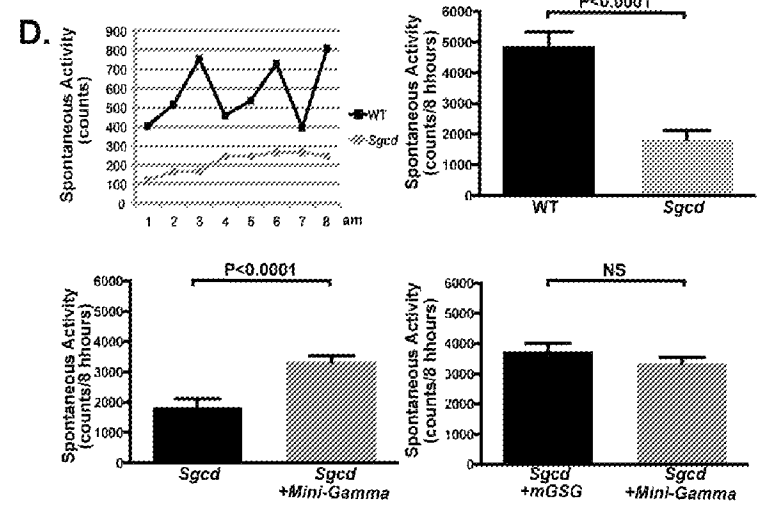 D.
Spontaneous Activity
(counts)
900
800
700
600
500
400
300
200
100
0
1 2 3 4 5 6 7 8 am
WT
Sgcd
P<0.0001
Spontaneous Activity
(counts/8 hhours)
6000
5000
4000
3000
2000
1000
0
WT Sgcd
P<0.0001
Spontaneous Activity
(counts/8 hhours)
6000
5000
4000
3000
2000
1000
0
Sgcd Sgcd
+Mini-Gamma
NS
Spontaneous Activity
(counts/8 hhours)
6000
5000
4000
3000
2000
1000
0
Sgcd Sgcd
+mGSG +Mini-Gamma